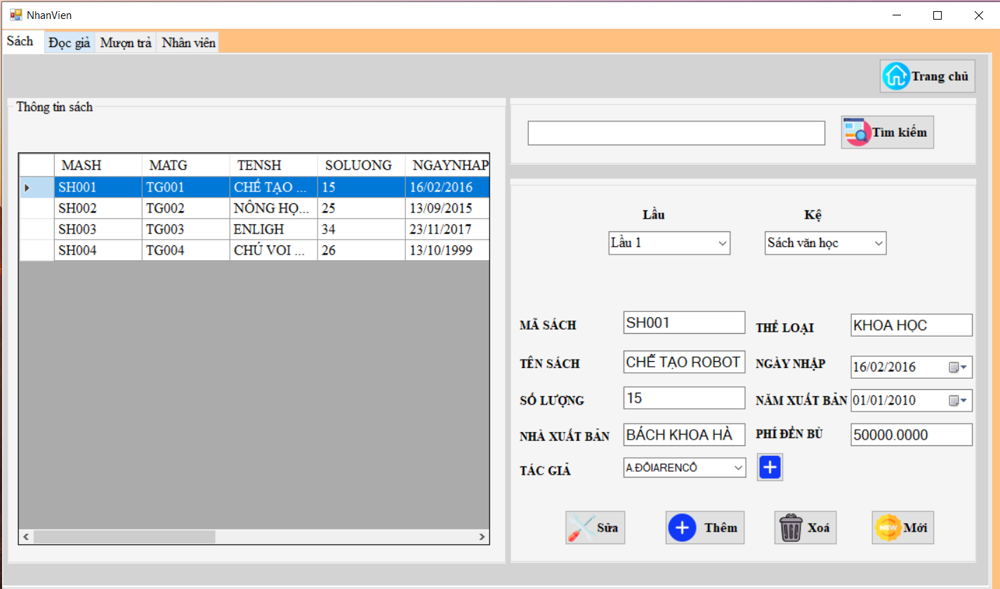 NhanVien
Sách Đọc giả Mượn trả Nhân viên
Trang chủ
Thông tin sách
Tìm kiếm
MASH MATG TENSH SOLUONG NGAYNHAP
SH001 TG001 CHẾ TẠO ... 15 16/02/2016
SH002 TG002 NÔNG HỌ... 25 13/09/2015
SH003 TG003 ENLIGH 34 23/11/2017
SH004 TG004 CHÚ VOI ... 26 13/10/1999
Lầu Kệ
Lầu 1 Sách văn học
MÃ SÁCH SH001 THỂ LOẠI KHOA HỌC
TÊN SÁCH CHẾ TẠO ROBOT NGÀY NHẬP 16/02/2016
SỐ LƯỢNG 15 NĂM XUẤT BẢN 01/01/2010
NHÀ XUẤT BẢN BÁCH KHOA HÀ PHÍ ĐỀN BÙ 50000.0000
TÁC GIẢ A.ĐÔIARENCÔ
Sửa Thêm Xoá NEW Mới